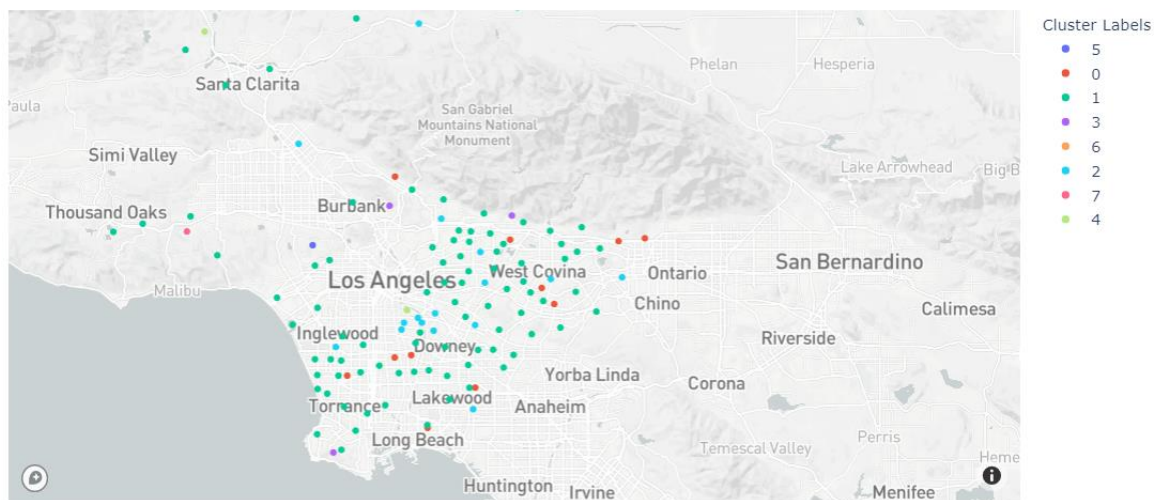 Cluster Labels
5
0
1
3
6
2
7
4
Phelan
Hesperia
Santa Clarita
Paula
San Gabriel
Mountains National
Monument
Simi Valley
Lake Arrowhead
Big B
Thousand Oaks
Burbank
Los Angeles
West Covina
Ontario
San Bernardino
Malibu
Chino
Calimesa
Inglewood
Downey
Riverside
Yorba Linda
Corona
Torrance
Lakewood
Anaheim
Long Beach
Temescal Valley
Perris
Heme
Huntington
Irvine
Menifee